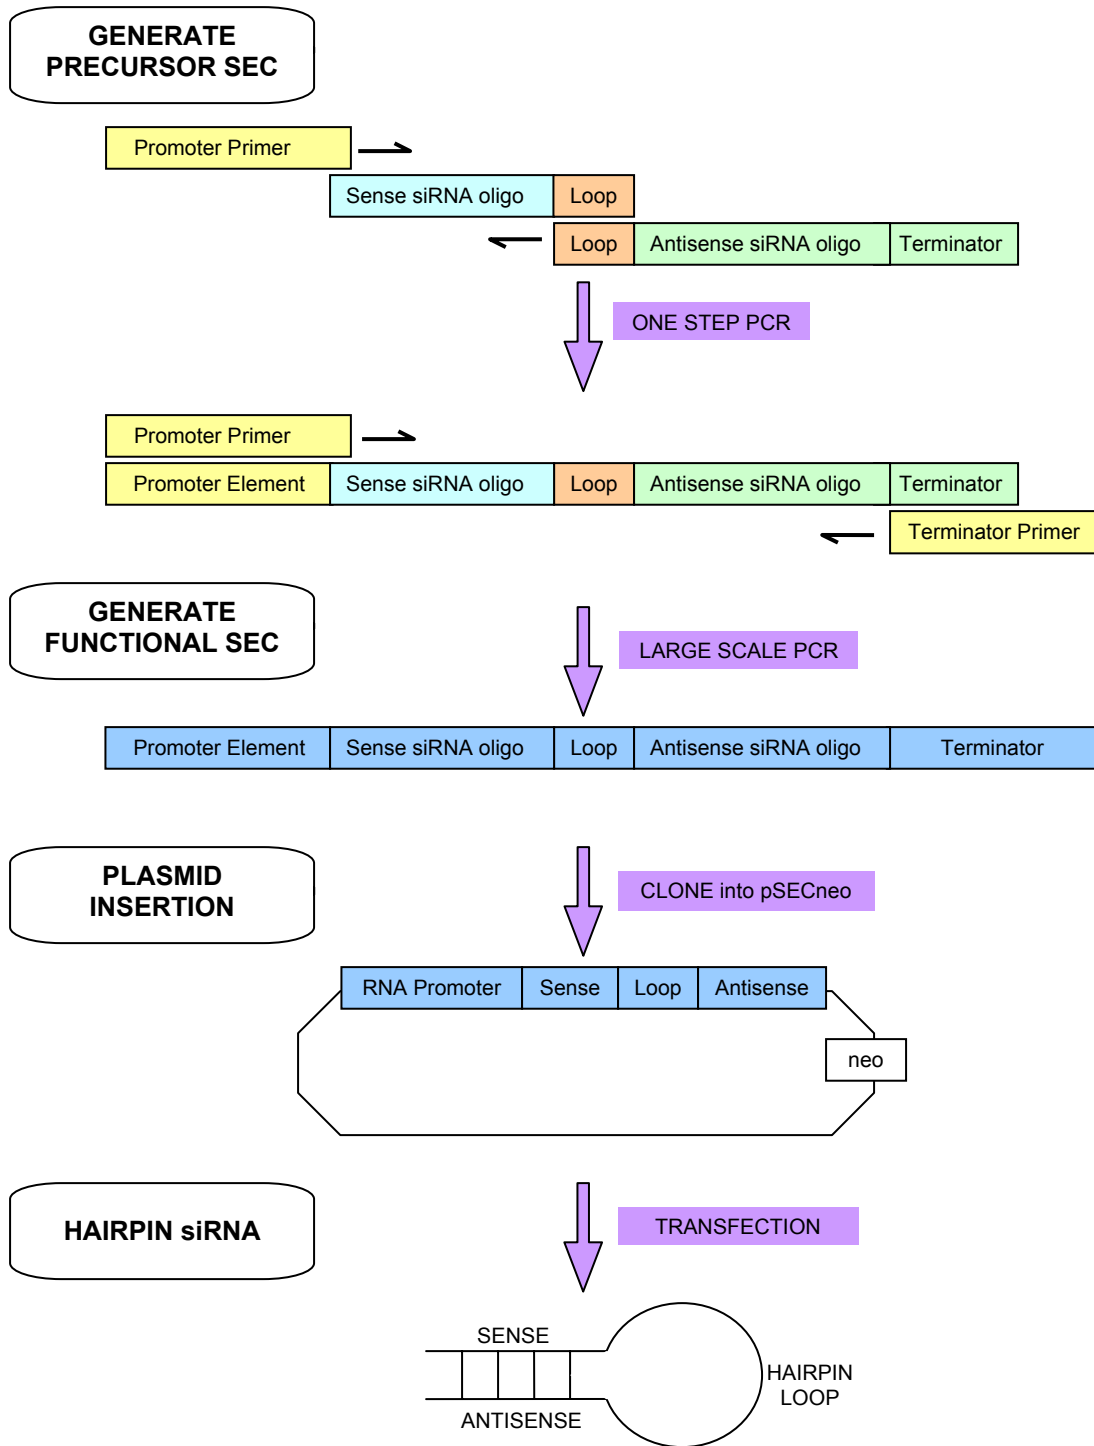 GENERATE
PRECURSOR SEC
Promoter Primer
Sense siRNA oligo
Loop
Loop
Antisense siRNA oligo
Terminator
ONE STEP PCR
Promoter Primer
Promoter Element
Sense siRNA oligo
Loop
Antisense siRNA oligo
Terminator
Terminator Primer
GENERATE
FUNCTIONAL SEC
LARGE SCALE PCR
Promoter Element
Sense siRNA oligo
Loop
Antisense siRNA oligo
Terminator
PLASMID
INSERTION
CLONE into pSECneo
RNA Promoter
Sense
Loop
Antisense
neo
HAIRPIN siRNA
TRANSFECTION
SENSE
HAIRPIN
LOOP
ANTISENSE